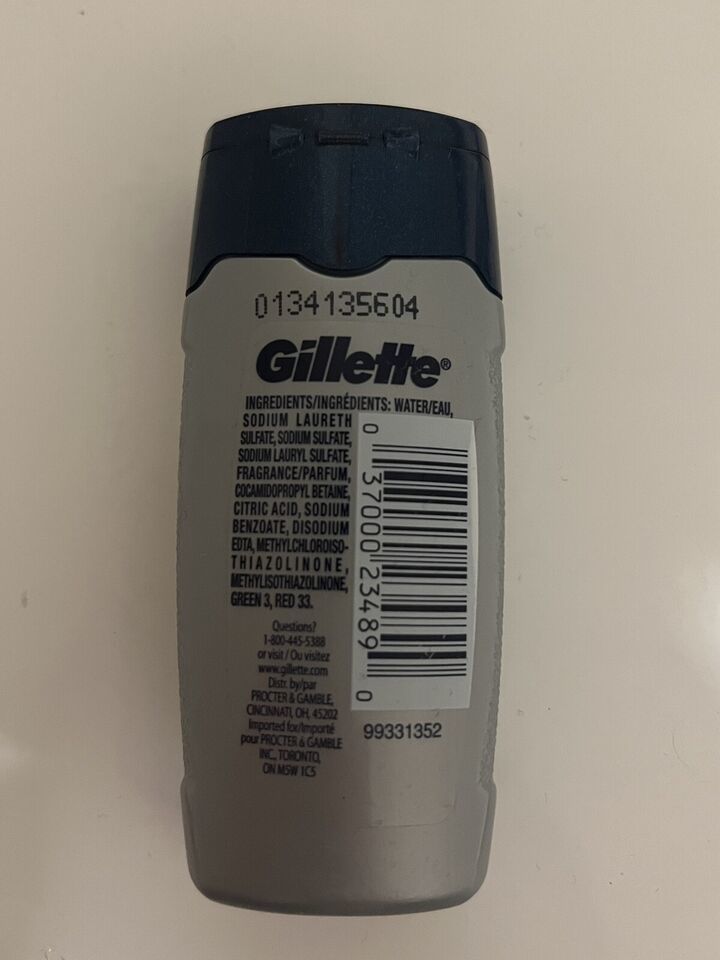 0134135604
Gillette®
INGREDIENTS/INGRÉDIENTS: WATER/EAU,
SODIUM LAURETH
SULFATE, SODIUM SULFATE,
SODIUM LAURYL SULFATE,
FRAGRANCE/PARFUM,
COCAMIDOPROPYL BETAINE,
CITRIC ACID, SODIUM
BENZOATE, DISODIUM
EDTA, METHYLCHLOROISO-
THIAZOLINONE,
METHYLISOTHIAZOLINONE,
GREEN 3, RED 33.
Questions?
1-800-445-5388
or visit / Ou visitez
www.gillette.com
Distr. by/par
PROCTER & GAMBLE,
CINCINNATI, OH, 45202
Imported for/Importé
pour PROCTER & GAMBLE
INC., TORONTO,
ON M5W 1C5
0 37000 23489 0
99331352